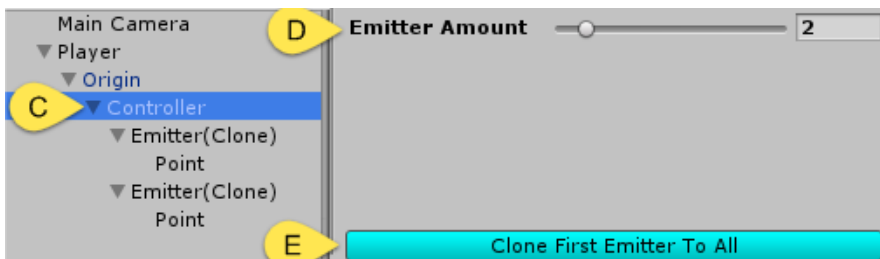 Main Camera
Player
Origin
C
Controller
Emitter(Clone)
Point
Emitter(Clone)
Point
D
Emitter Amount
2
E
Clone First Emitter To All